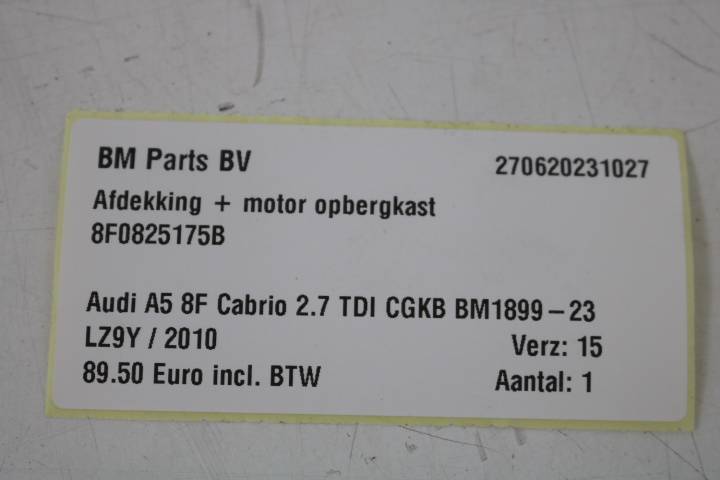 BM Parts BV 270620231027
Afdekking + motor opbergkast
8F0825175B
Audi A5 8F Cabrio 2.7 TDI CGKB BM1899-23
LZ9Y / 2010 Verz: 15
89.50 Euro incl. BTW Aantal: 1